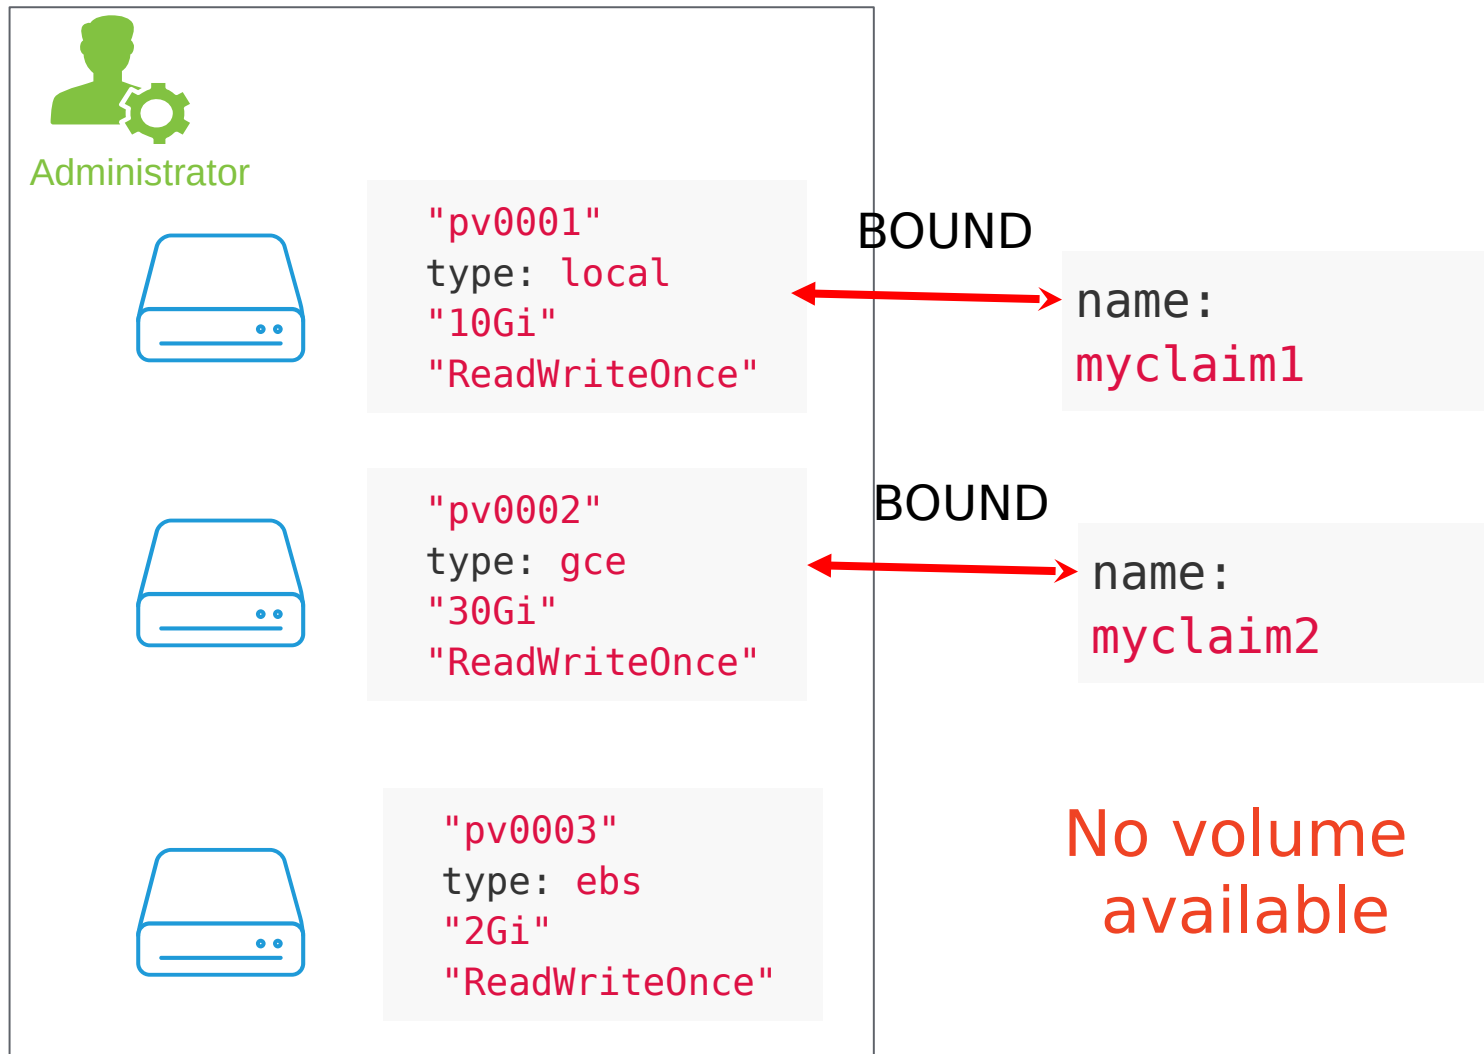 Administrator
"pv0001"
type: local
"10Gi"
"ReadWriteOnce"
BOUND
name:
myclaim1
"pv0002"
type: gce
"30Gi"
"ReadWriteOnce"
BOUND
name:
myclaim2
"pv0003"
type: ebs
"2Gi"
"ReadWriteOnce"
No volume
available